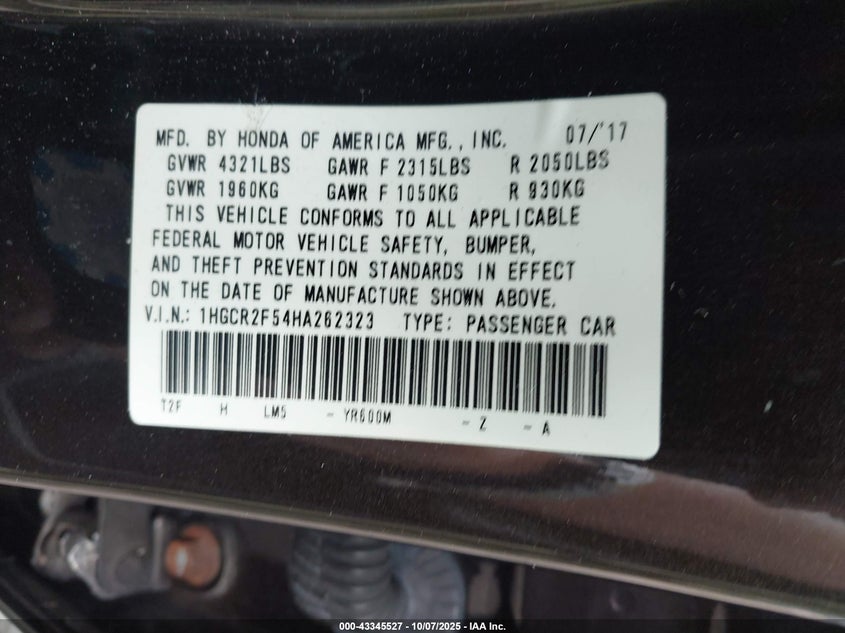 MFD. BY HONDA OF AMERICA MFG., INC. 07/'17
GVWR 4321LBS GAWR F 2315LBS R 2050LBS
GVWR 1960KG GAWR F 1050KG R 930KG
THIS VEHICLE CONFORMS TO ALL APPLICABLE
FEDERAL MOTOR VEHICLE SAFETY, BUMPER,
AND THEFT PREVENTION STANDARDS IN EFFECT
ON THE DATE OF MANUFACTURE SHOWN ABOVE.
V.I.N.: 1HGCR2F54HA262323 TYPE: PASSENGER CAR
T2F H LM5 - YR600M - Z - A
000-43345527 | 10/07/2025 - IAA Inc.